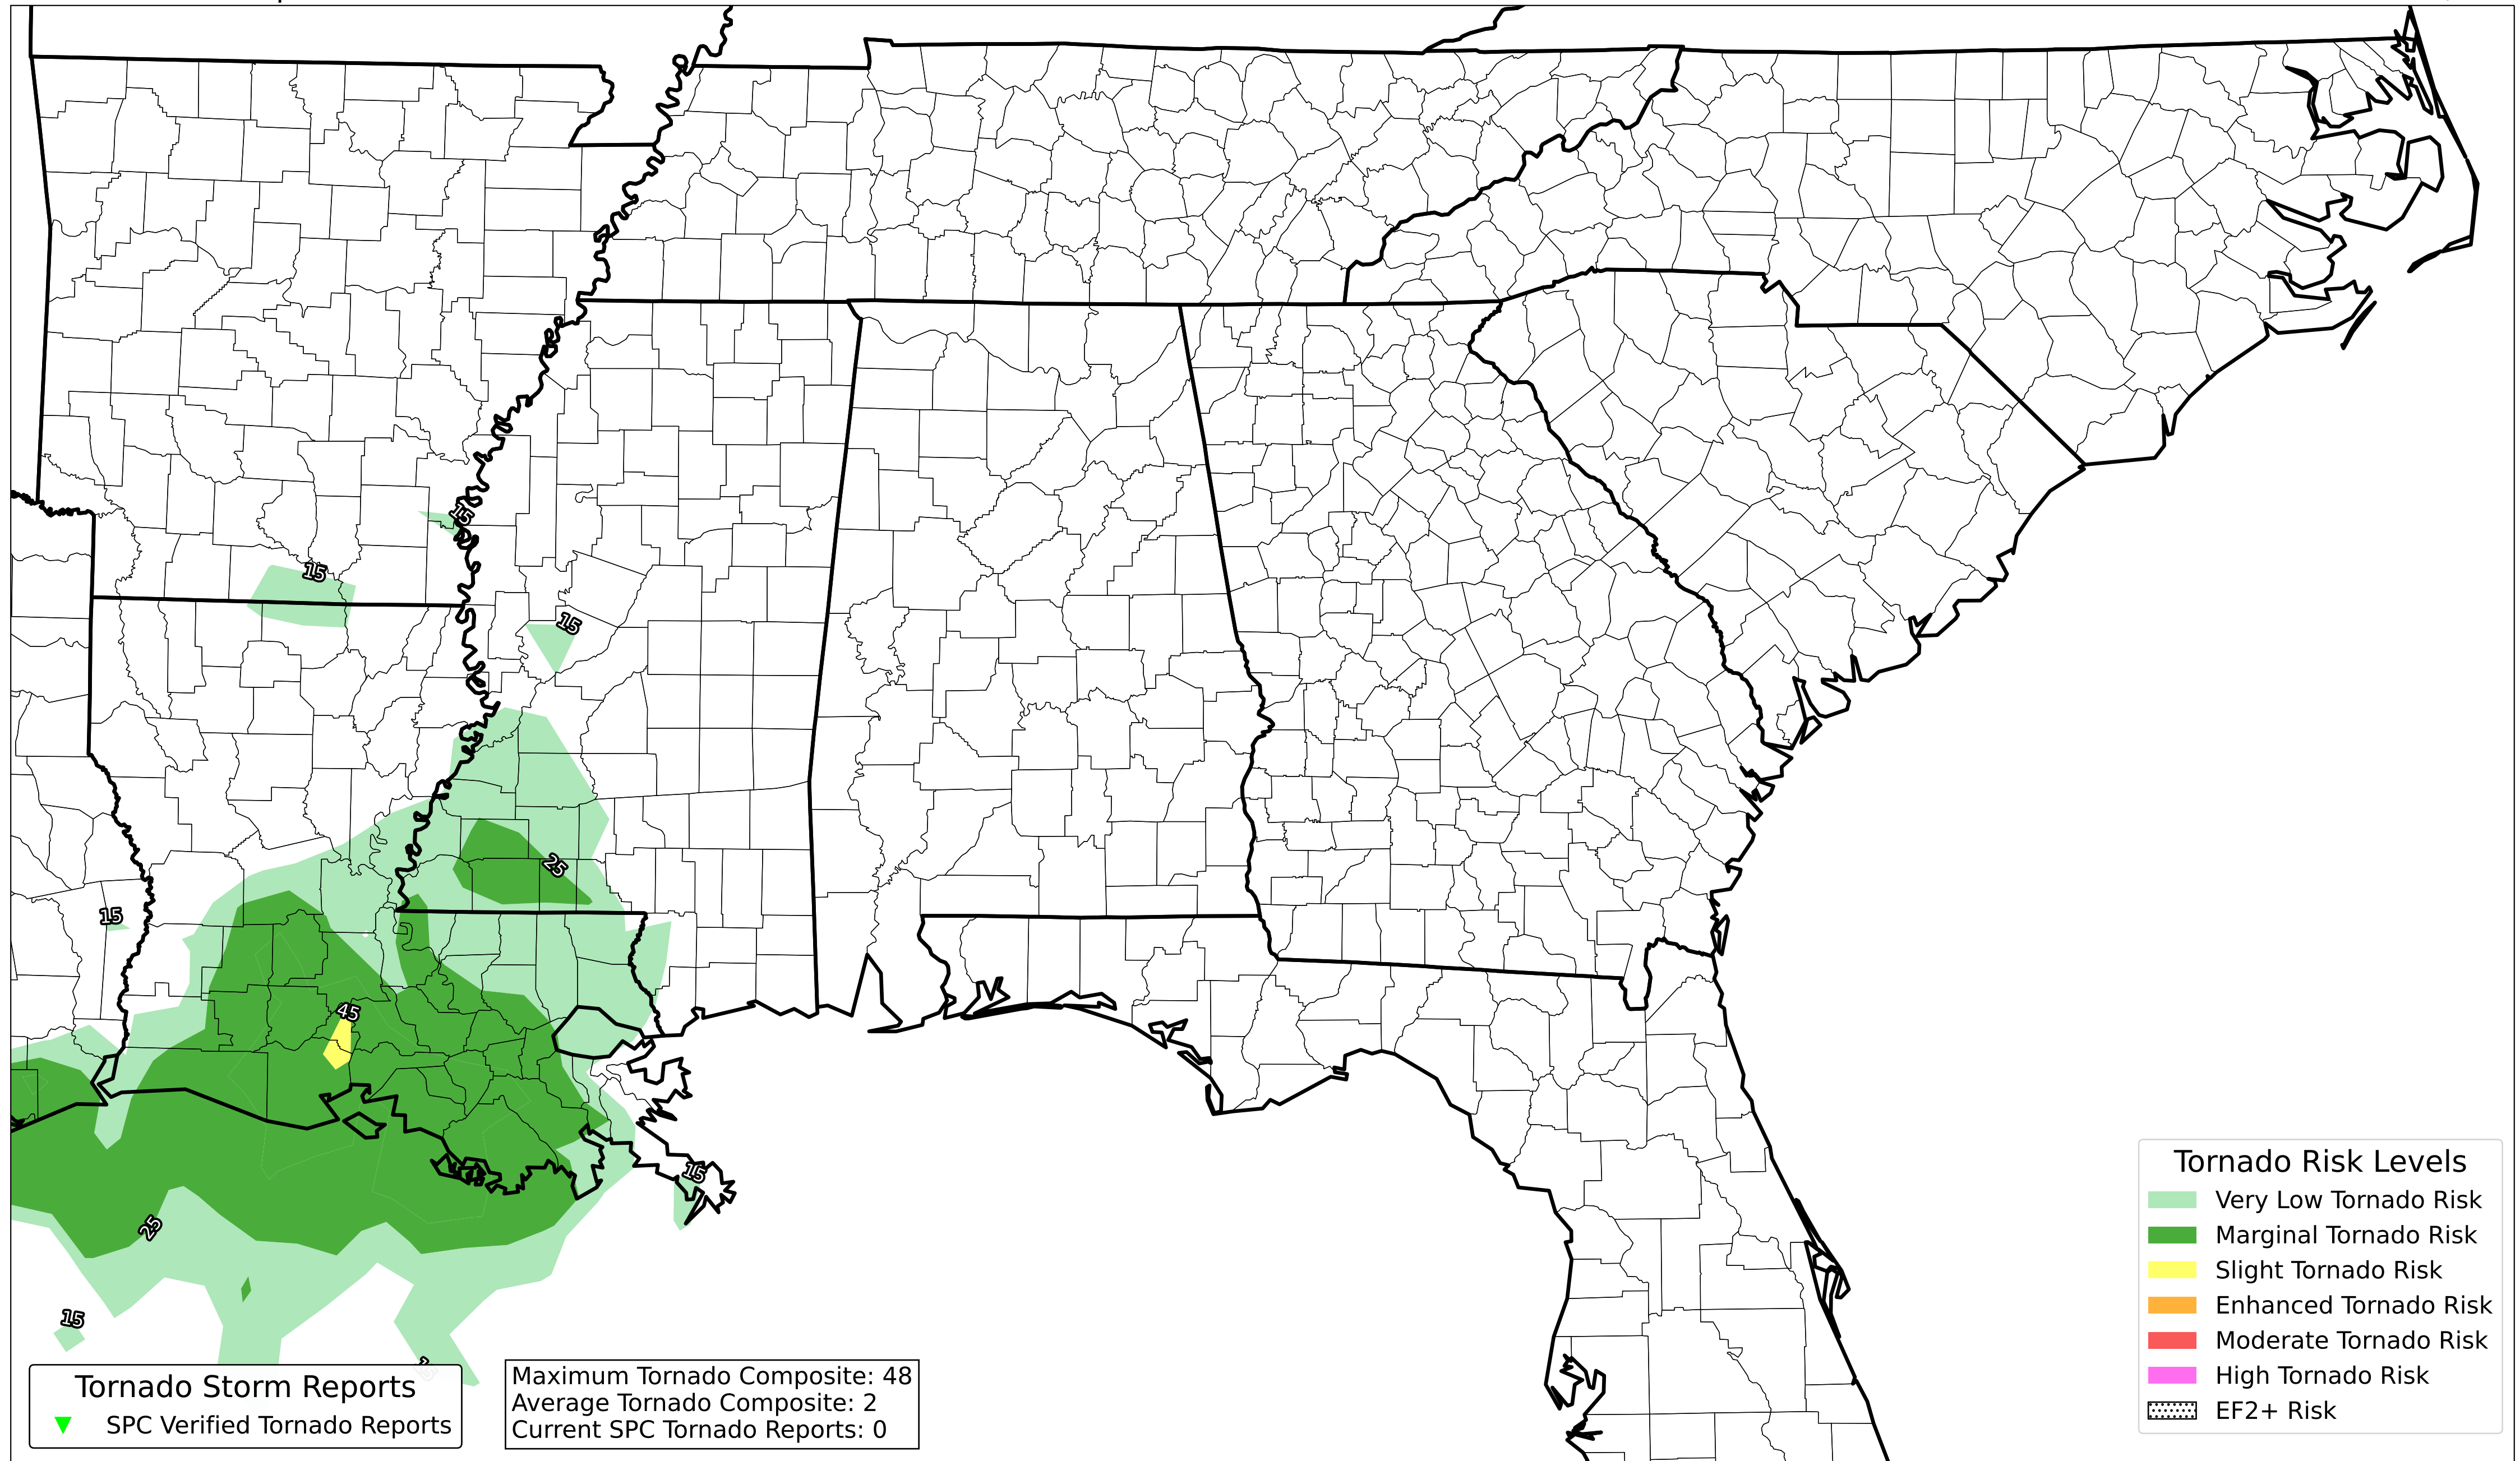 15
15
15
25
15
45
15
25
15
Tornado Risk Levels
Very Low Tornado Risk
Marginal Tornado Risk
Slight Tornado Risk
Enhanced Tornado Risk
Moderate Tornado Risk
High Tornado Risk
EF2+ Risk
Tornado Storm Reports
SPC Verified Tornado Reports
Maximum Tornado Composite: 48
Average Tornado Composite: 2
Current SPC Tornado Reports: 0